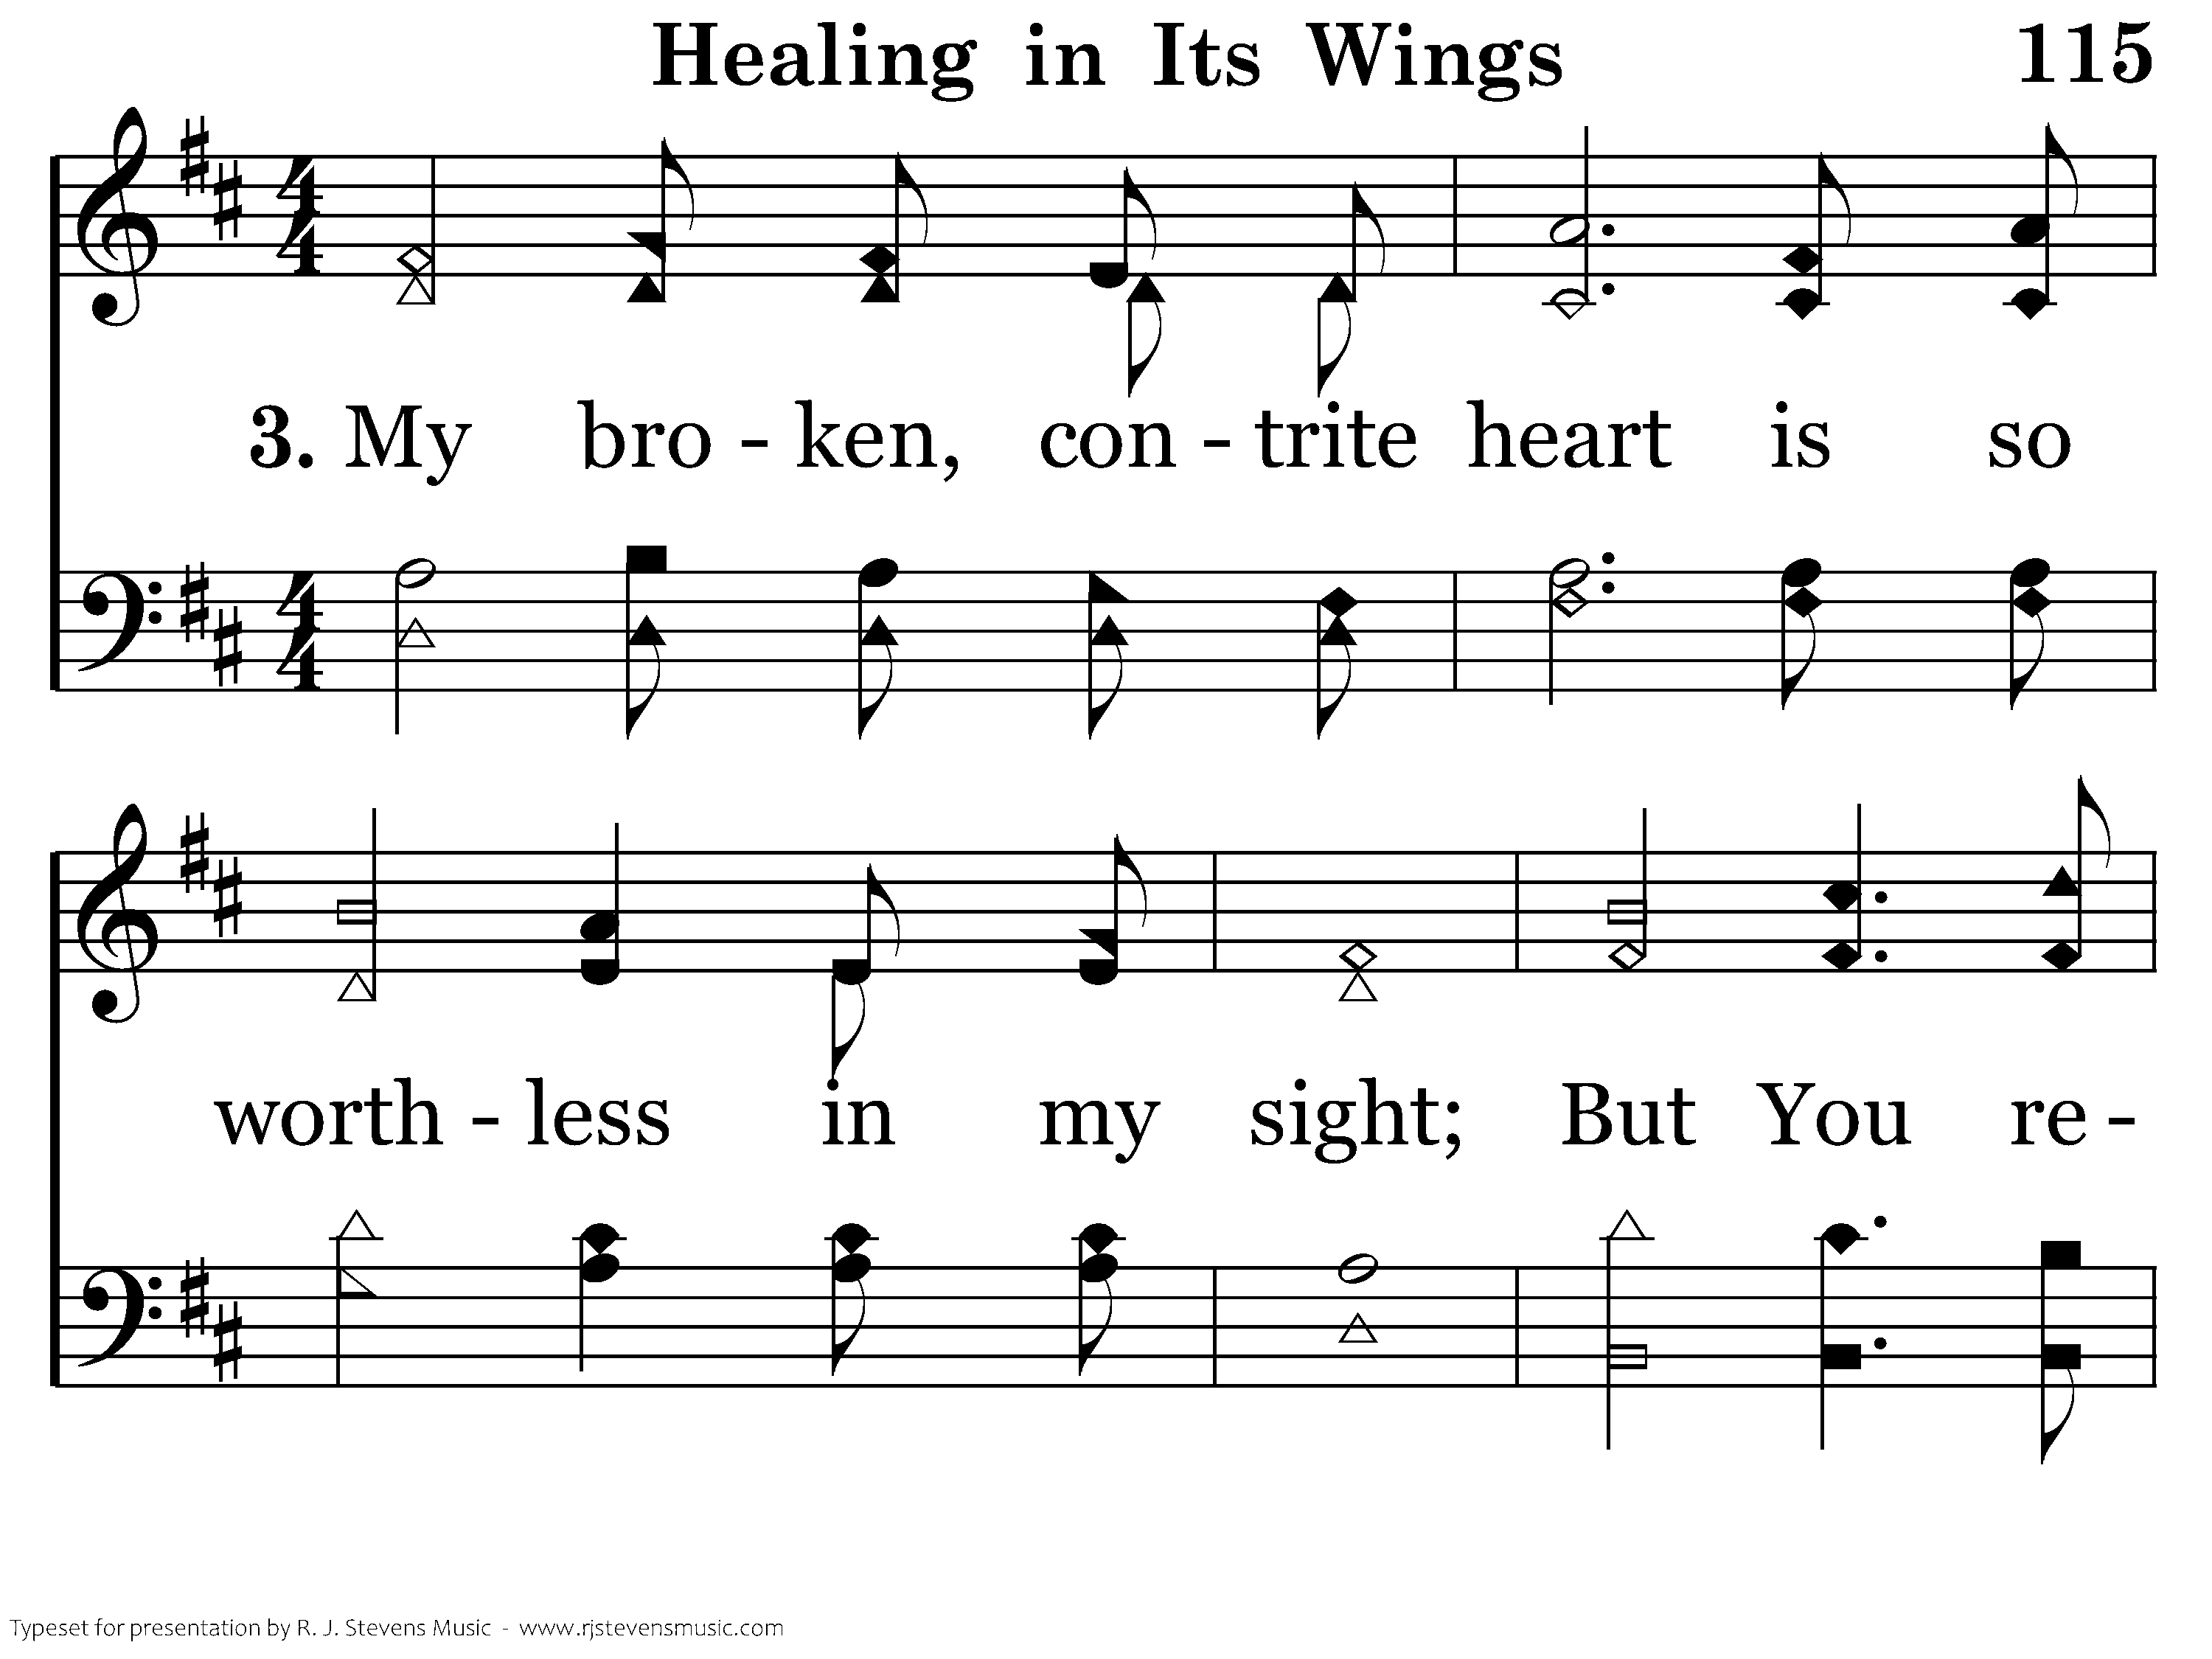 Healing in Its Wings 115
3. My bro - ken, con - trite heart is so
worth - less in my sight; But You re -
Typeset for presentation by R. J. Stevens Music - www.rjstevensmusic.com